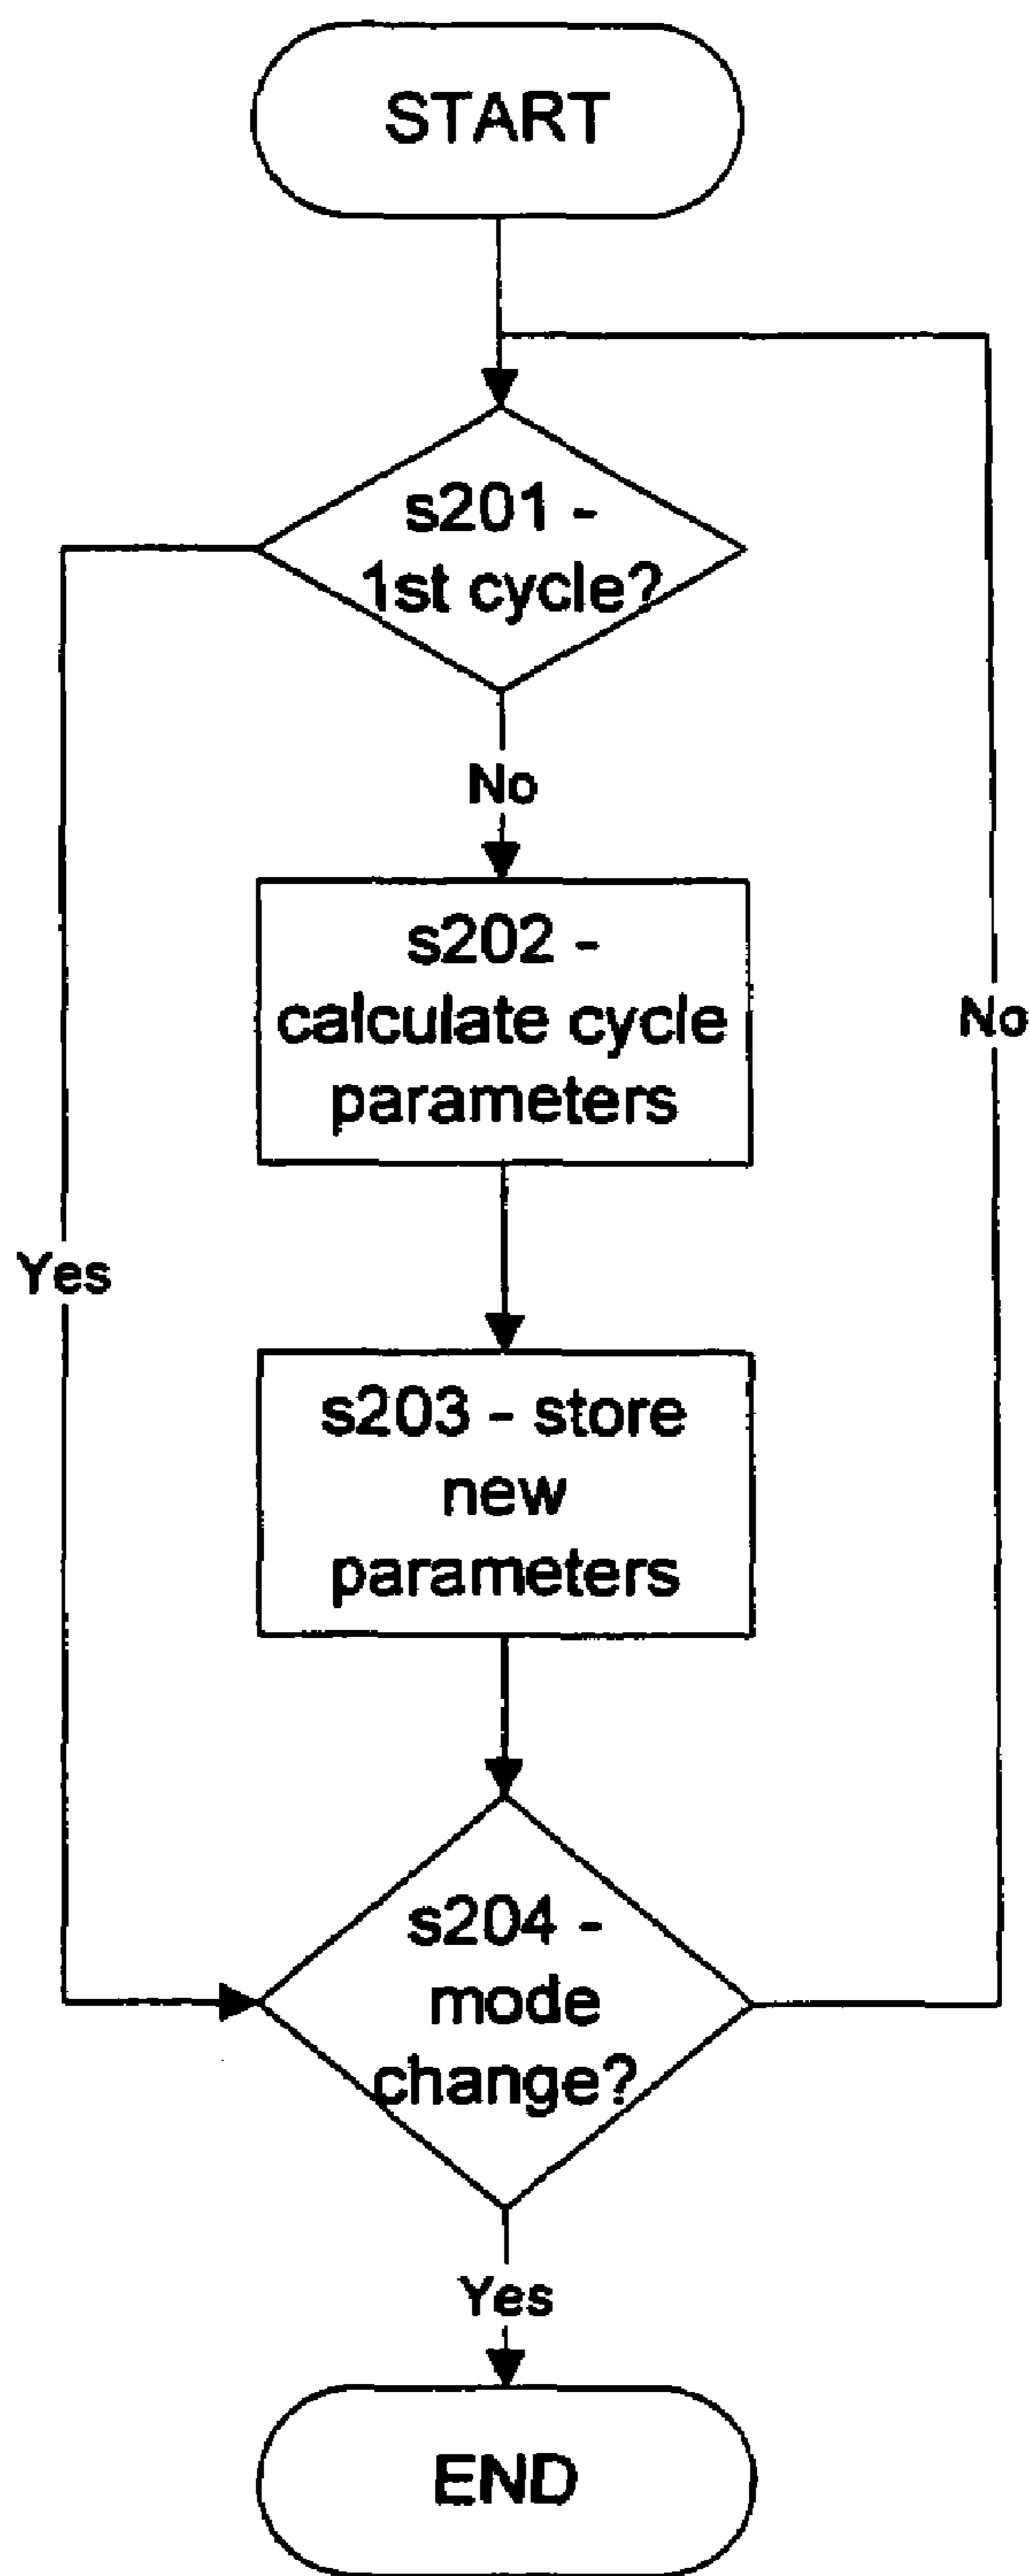 START
s201 -
1st cycle?
No
s202 -
calculate cycle
parameters
No
Yes
s203 - store
new
parameters
s204 -
mode
change?
Yes
END